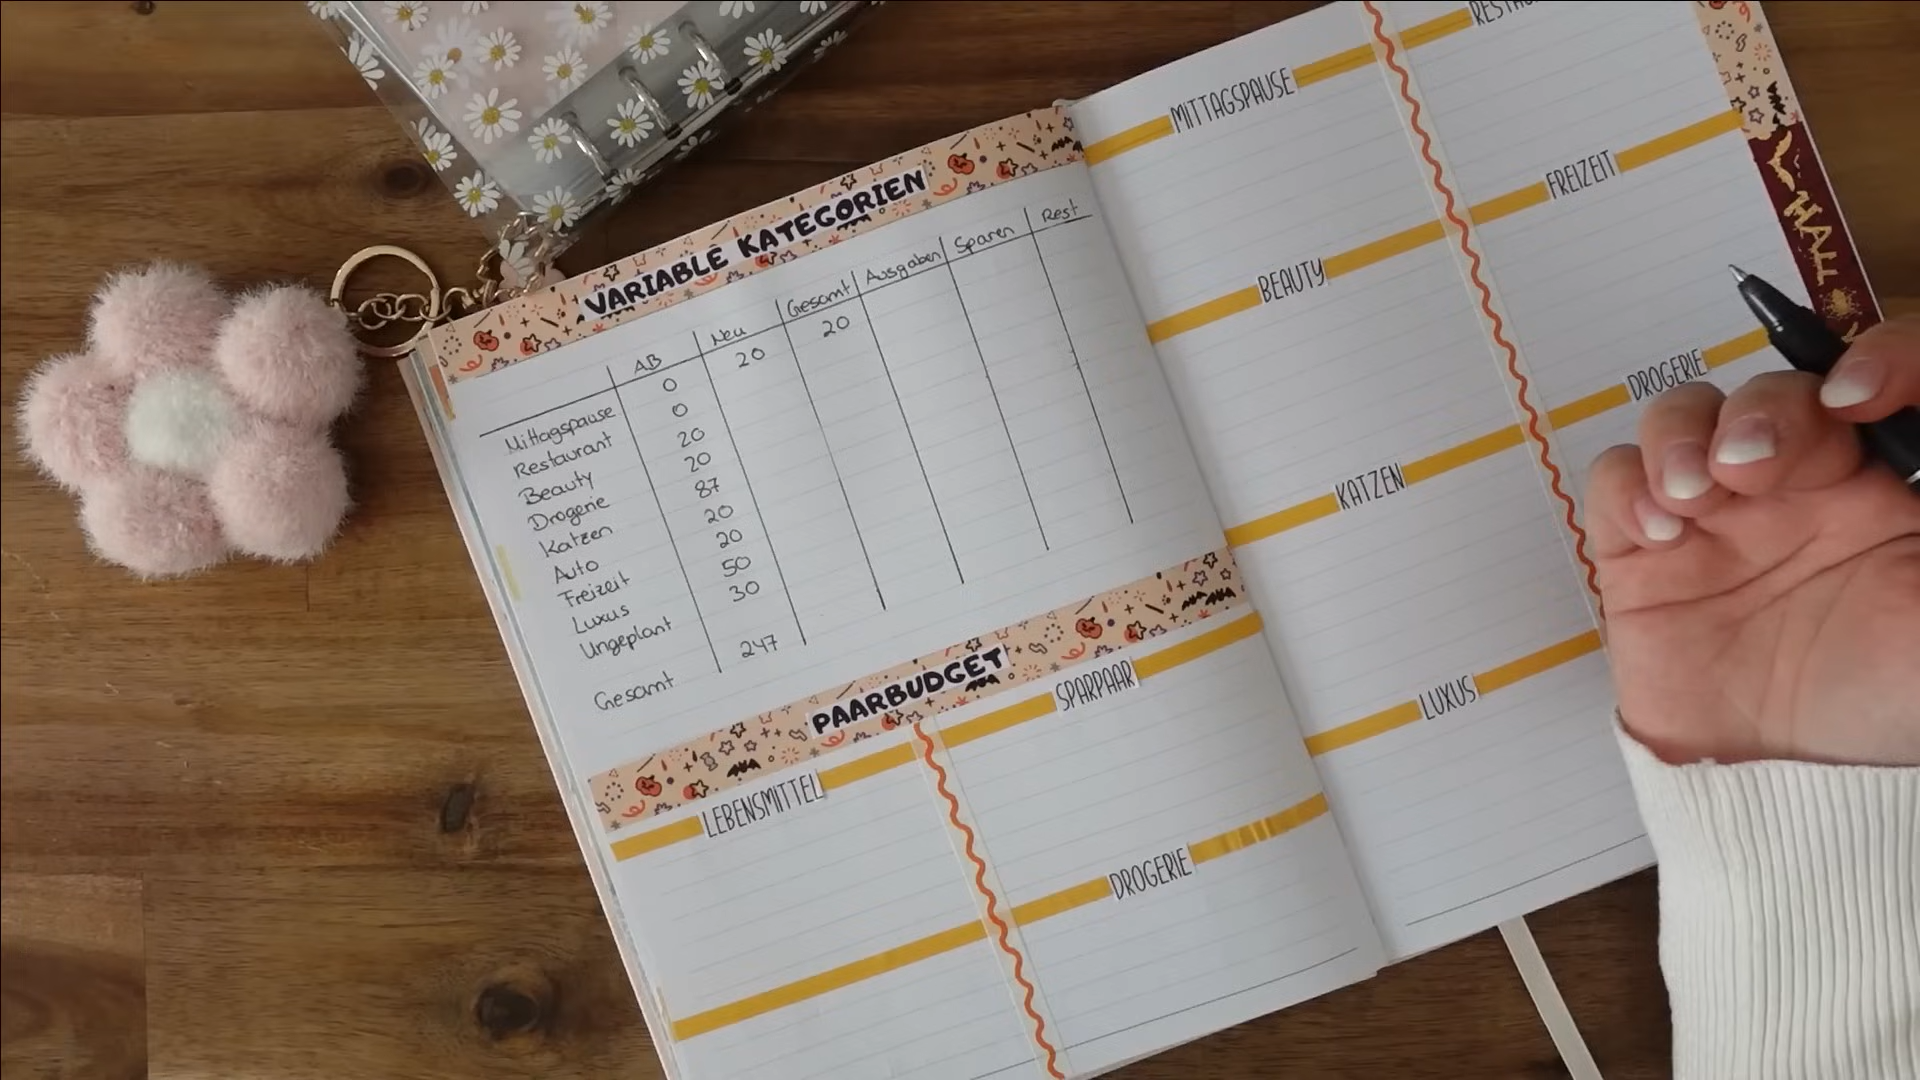 VARIABLE KATEGORIEN
AB Neu Gesamt Ausgaben Sparen Rest
Mittagspause 0 20 20
Restaurant 0
Beauty 20
Drogerie 20
Katzen 87
Auto 20
Freizeit 20
Luxus 50
Ungeplant 30
Gesamt 247
PAARBUDGET
LEBENSMITTEL
SPARPAAR
DROGERIE
MITTAGSPAUSE
BEAUTY
FREIZEIT
DROGERIE
KATZEN
LUXUS